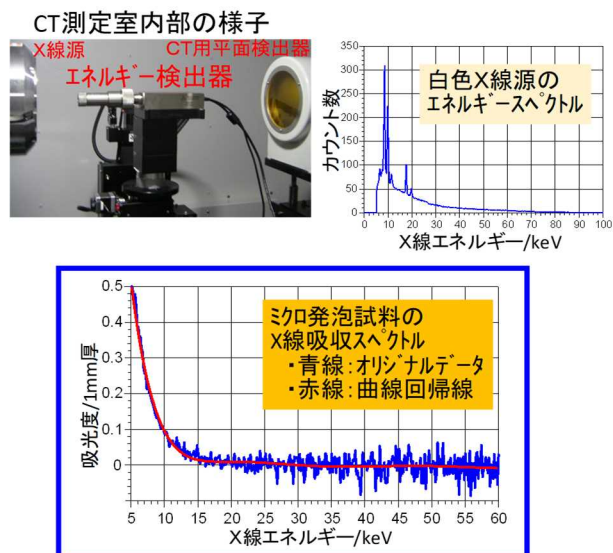 CT測定室内部の様子
X線源
CT用平面検出器
エネルギー検出器
白色X線源の
エネルギースペクトル
カウント数
350
300
250
200
150
100
50
0
0 10 20 30 40 50 60 70 80 90 100
X線エネルギー/keV
ミクロ発泡試料の
X線吸収スペクトル
・青線：オリジナルデータ
・赤線：曲線回帰線
吸光度/1mm厚
0.5
0.4
0.3
0.2
0.1
0
5 10 15 20 25 30 35 40 45 50 55 60
X線エネルギー/keV